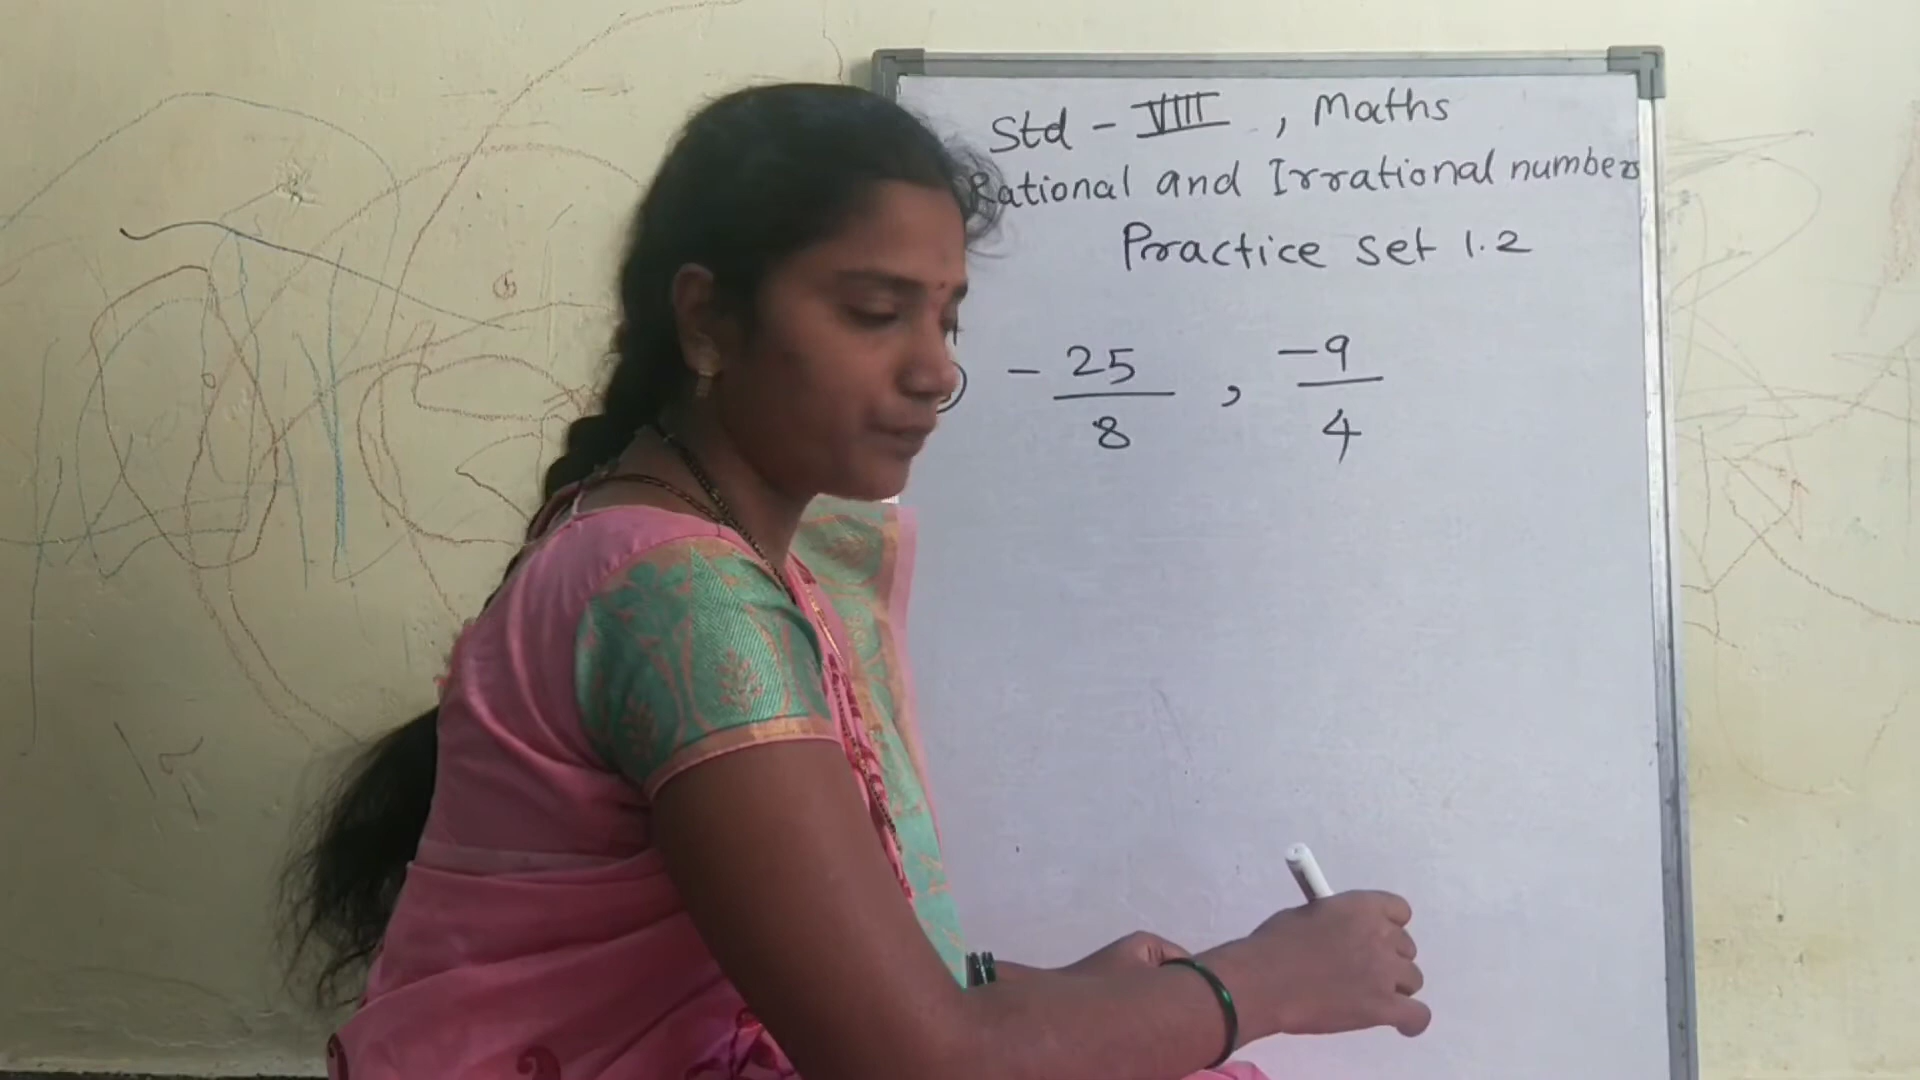 Std - VIII , Maths
Rational and Irrational numbers
Practice set 1.2
) - 25/8 , -9/4